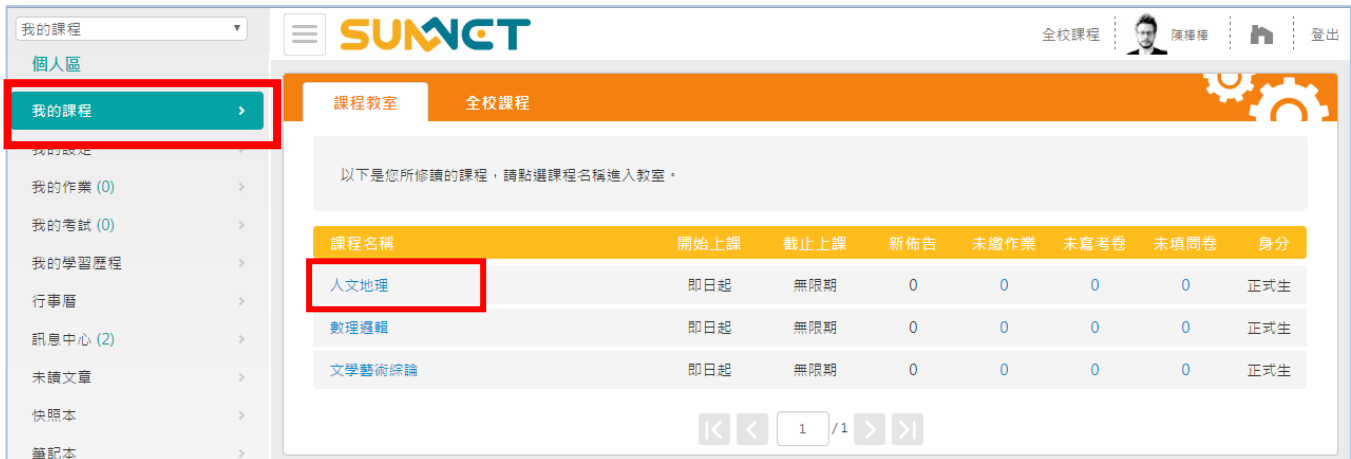 我的課程
SUNNET
全校課程
陳棒棒
登出
個人區
我的課程
課程教室 全校課程
我的設定
以下是您所修讀的課程，請點選課程名稱進入教室。
我的作業 (0)
我的考試 (0)
課程名稱 開始上課 截止上課 新佈告 未繳作業 未寫考卷 未填問卷 身分
我的學習歷程
人文地理 即日起 無限期 0 0 0 0 正式生
行事曆
數理邏輯 即日起 無限期 0 0 0 0 正式生
訊息中心 (2)
文學藝術綜論 即日起 無限期 0 0 0 0 正式生
未讀文章
快照本
1 /1
筆記本